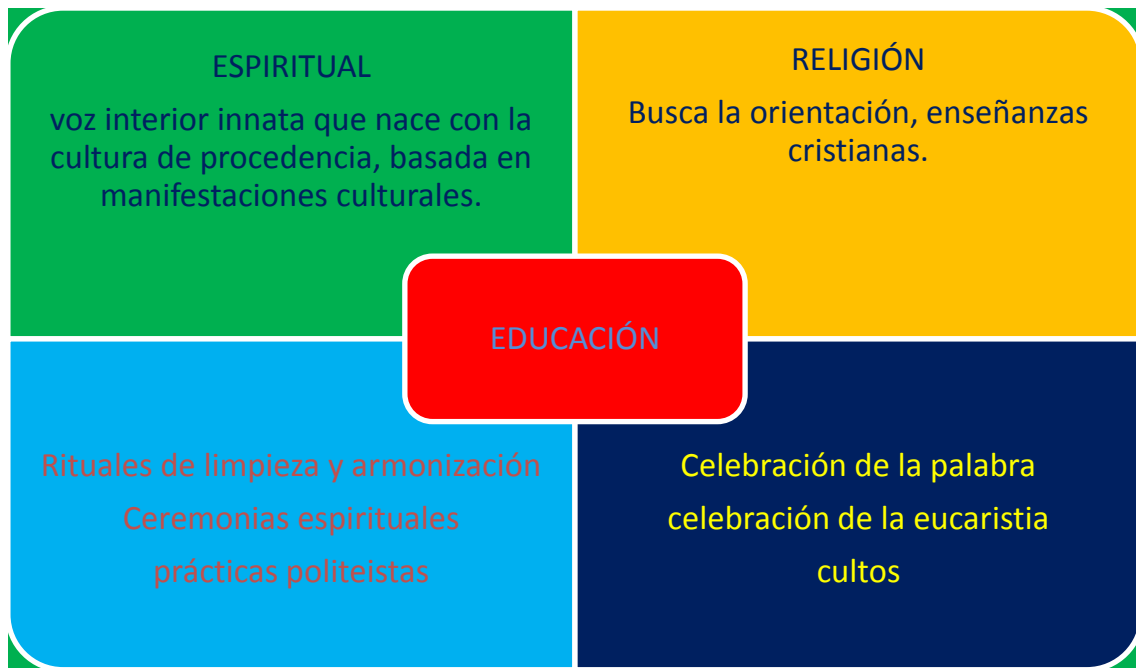 ESPIRITUAL
voz interior innata que nace con la
cultura de procedencia, basada en
manifestaciones culturales.
RELIGIÓN
Busca la orientación, enseñanzas
cristianas.
EDUCACIÓN
Rituales de limpieza y armonización
Ceremonias espirituales
prácticas politeistas
Celebración de la palabra
celebración de la eucaristia
cultos